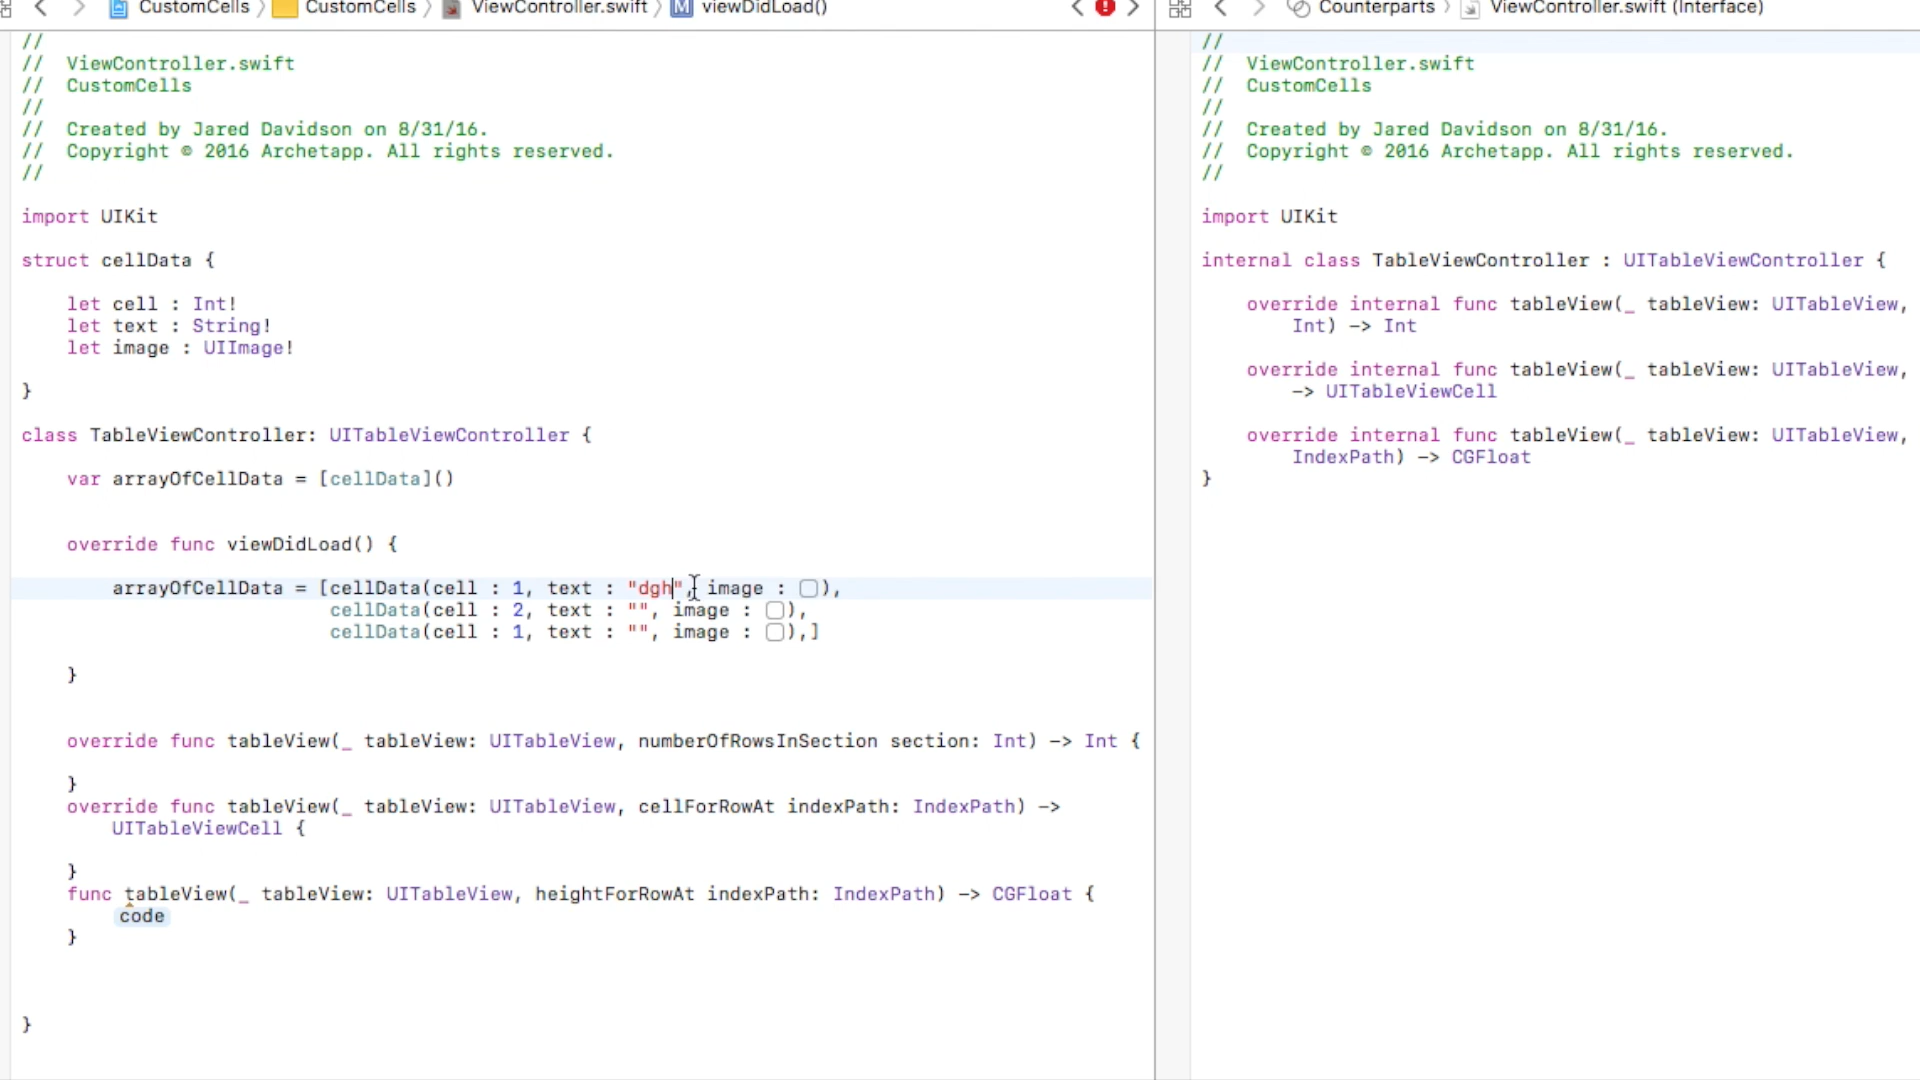 CustomCells 〉 CustomCells 〉 ViewController.swift 〉 M viewDidLoad()
//
//  ViewController.swift
//  CustomCells
//
//  Created by Jared Davidson on 8/31/16.
//  Copyright © 2016 Archetapp. All rights reserved.
//
import UIKit
struct cellData {
let cell : Int!
let text : String!
let image : UIImage!
}
class TableViewController: UITableViewController {
var arrayOfCellData = [cellData]()
override func viewDidLoad() {
arrayOfCellData = [cellData(cell : 1, text : "dgh", image : ),
cellData(cell : 2, text : "", image : ),
cellData(cell : 1, text : "", image : ),]
}
override func tableView(_ tableView: UITableView, numberOfRowsInSection section: Int) -> Int {
}
override func tableView(_ tableView: UITableView, cellForRowAt indexPath: IndexPath) ->
UITableViewCell {
}
func tableView(_ tableView: UITableView, heightForRowAt indexPath: IndexPath) -> CGFloat {
code
}
}
Counterparts 〉 ViewController.swift (Interface)
//
//  ViewController.swift
//  CustomCells
//
//  Created by Jared Davidson on 8/31/16.
//  Copyright © 2016 Archetapp. All rights reserved.
//
import UIKit
internal class TableViewController : UITableViewController {
override internal func tableView(_ tableView: UITableView,
Int) -> Int
override internal func tableView(_ tableView: UITableView,
-> UITableViewCell
override internal func tableView(_ tableView: UITableView,
IndexPath) -> CGFloat
}